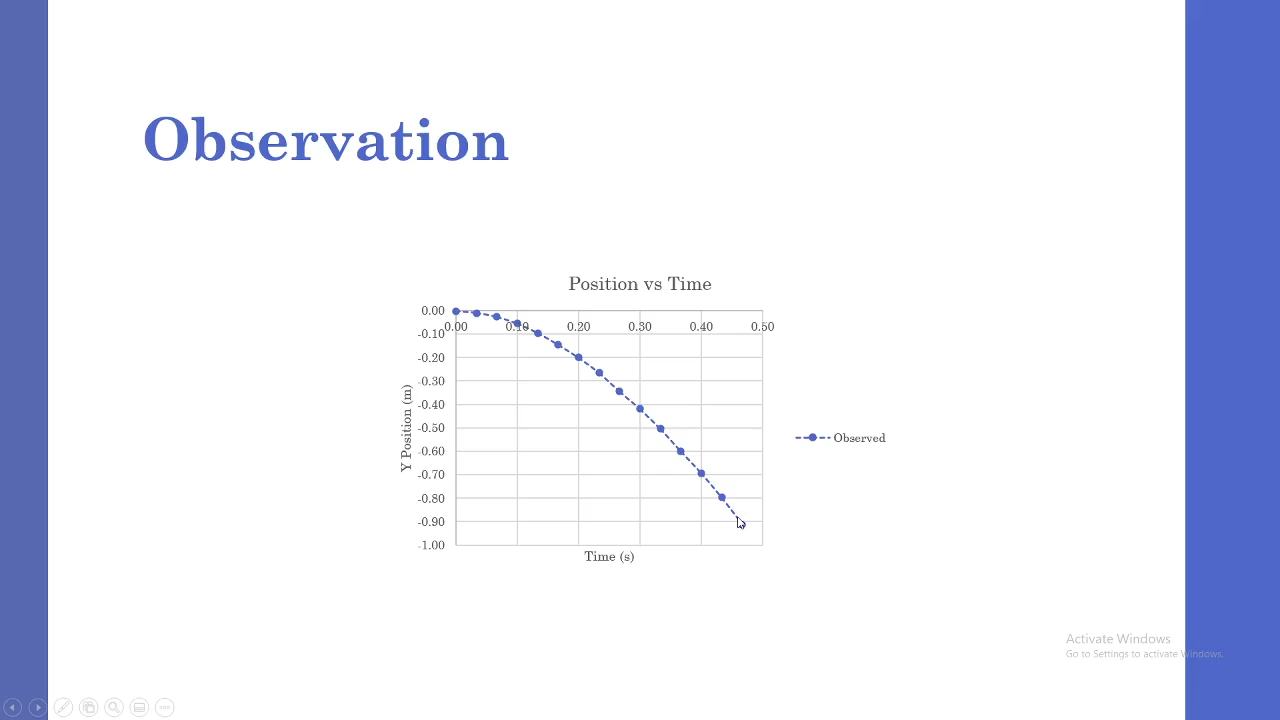 Observation
Position vs Time
0.00
0.00 0.10 0.20 0.30 0.40 0.50
-0.10
-0.20
-0.30
-0.40
-0.50
-0.60
-0.70
-0.80
-0.90
-1.00
Y Position (m)
Time (s)
Observed
Activate Windows
Go to Settings to activate Windows.